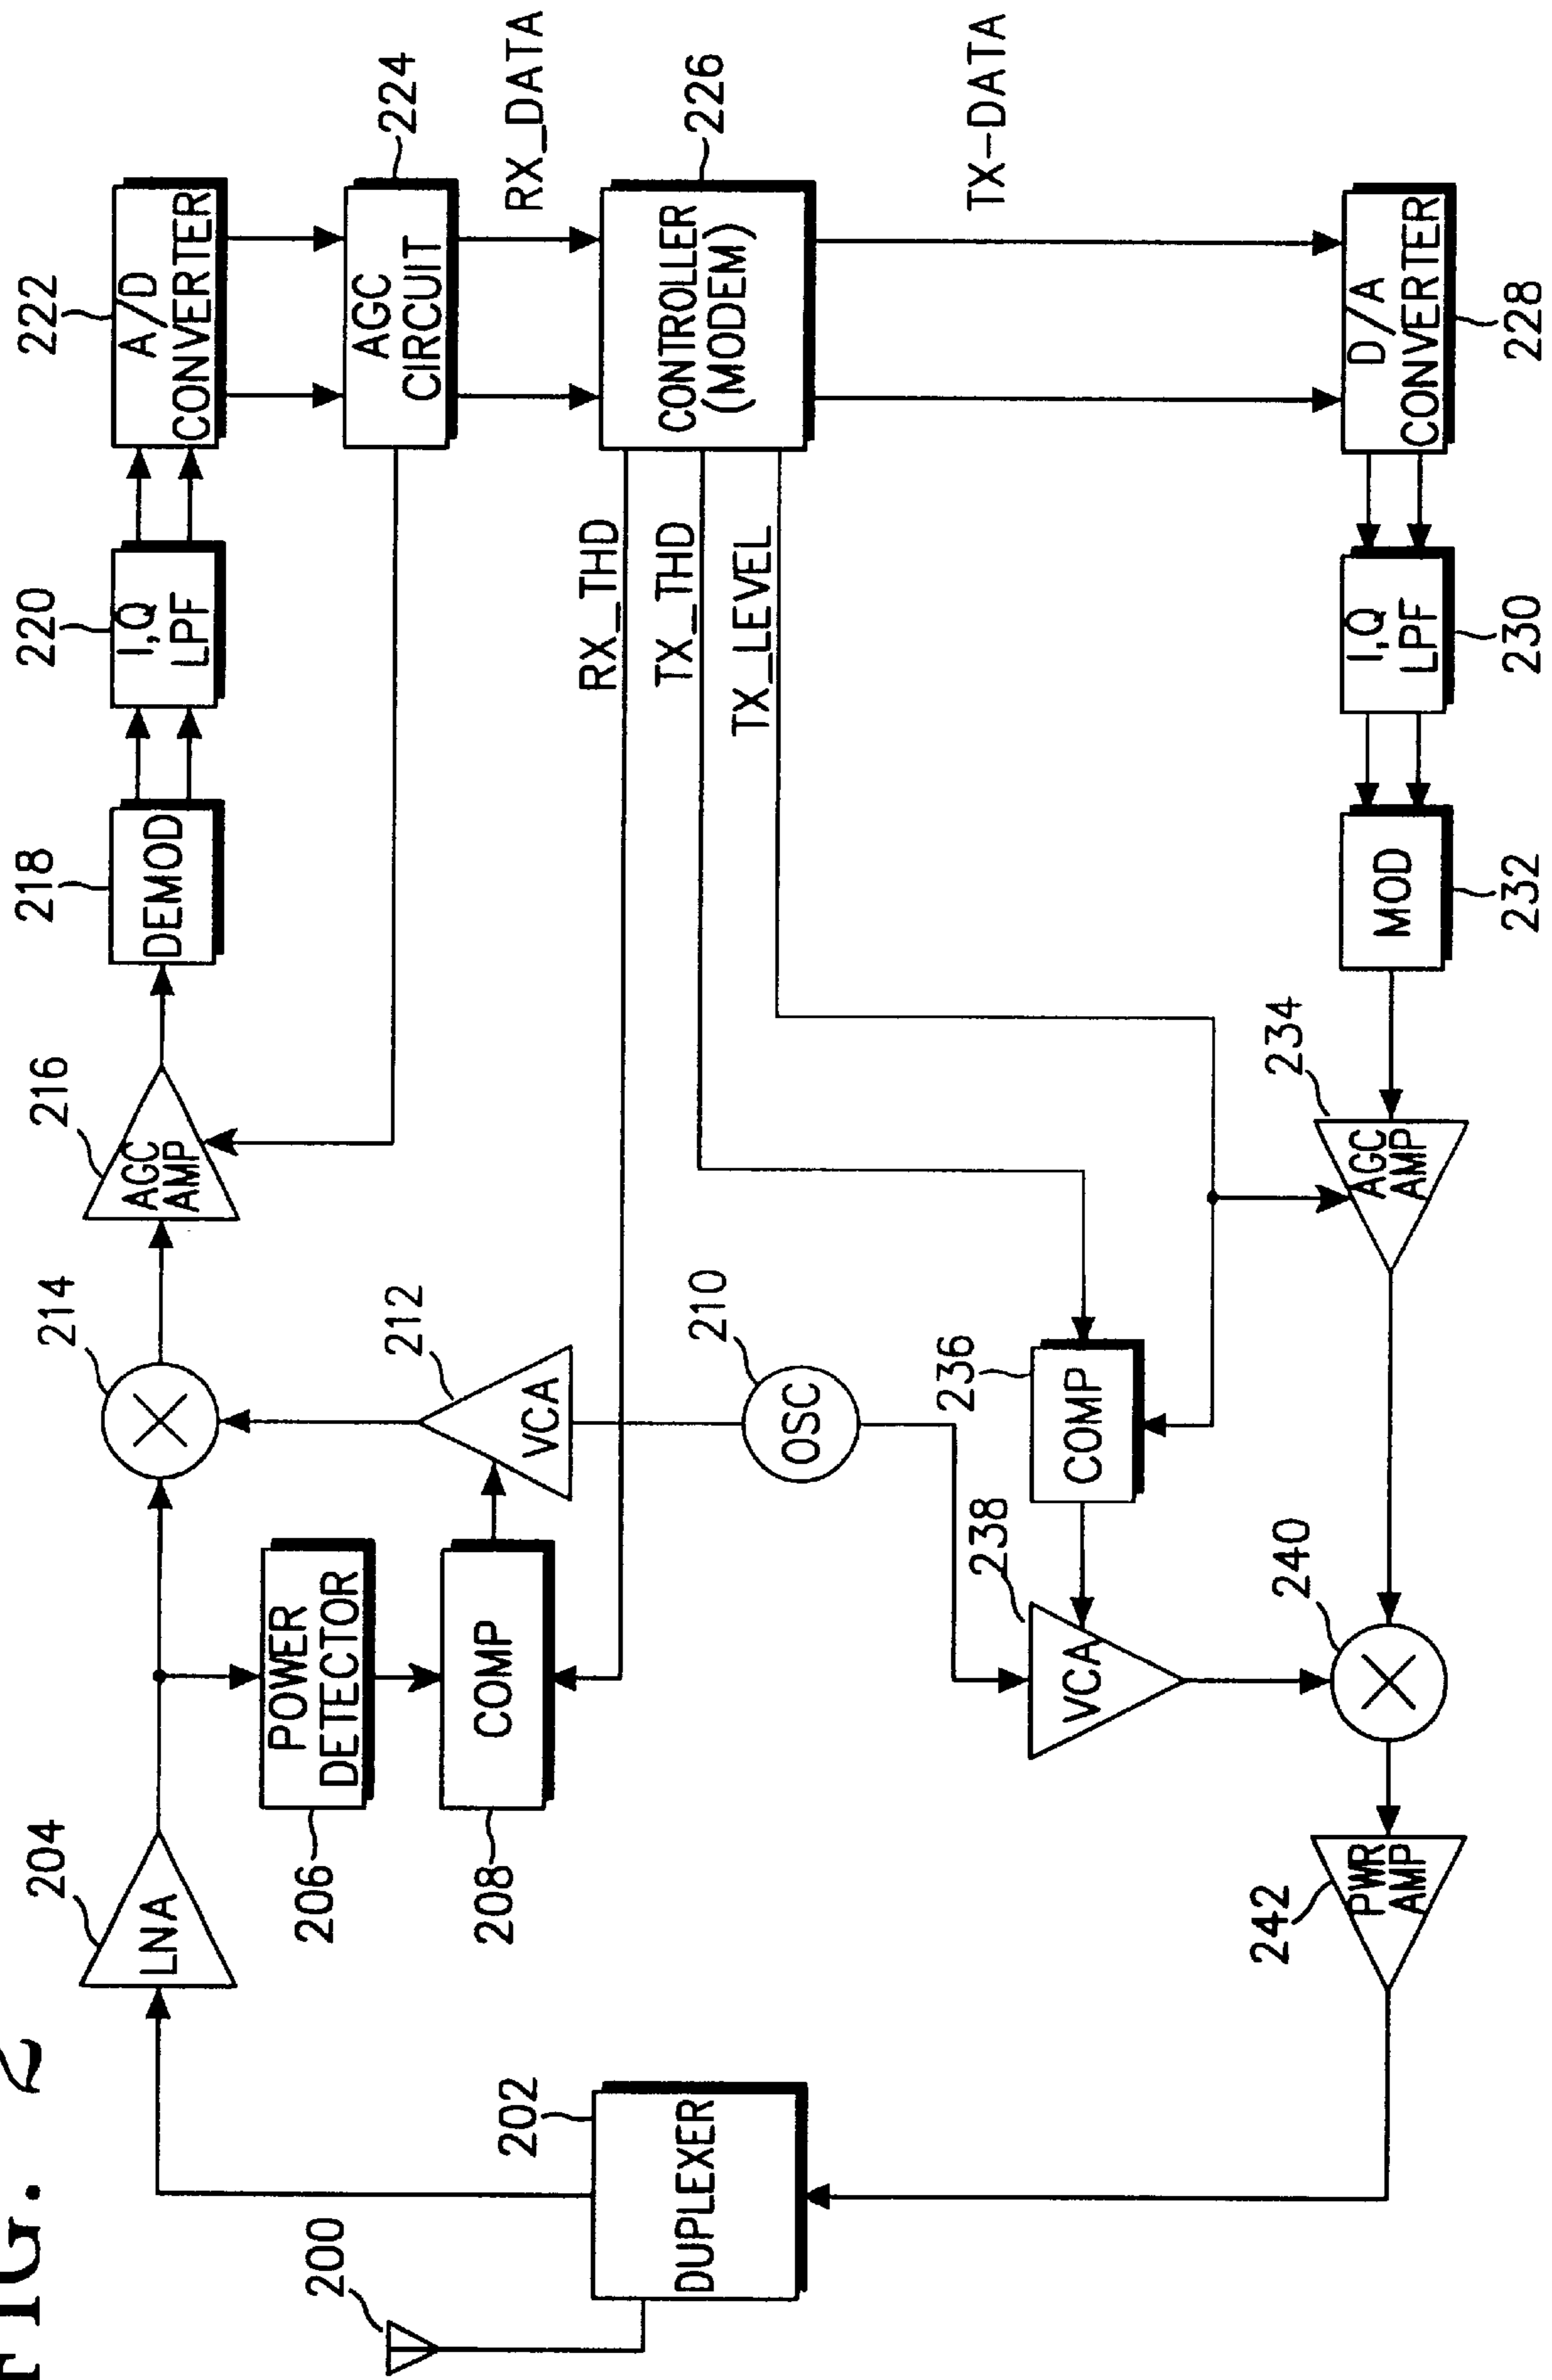 FIG. 2
200
DUPLEXER
202
LNA
204
POWER
DETECTOR
206
COMP
208
OSC
210
VCA
212
214
AGC
AMP
216
DEMOD
218
I,Q
LPF
220
A/D
CONVERTER
222
AGC
CIRCUIT
224
RX_DATA
CONTROLLER
(MODEM)
226
RX_THD
TX_THD
TX_LEVEL
TX-DATA
D/A
CONVERTER
228
I,Q
LPF
230
MOD
232
AGC
AMP
234
COMP
236
VCA
238
240
PWR
AMP
242